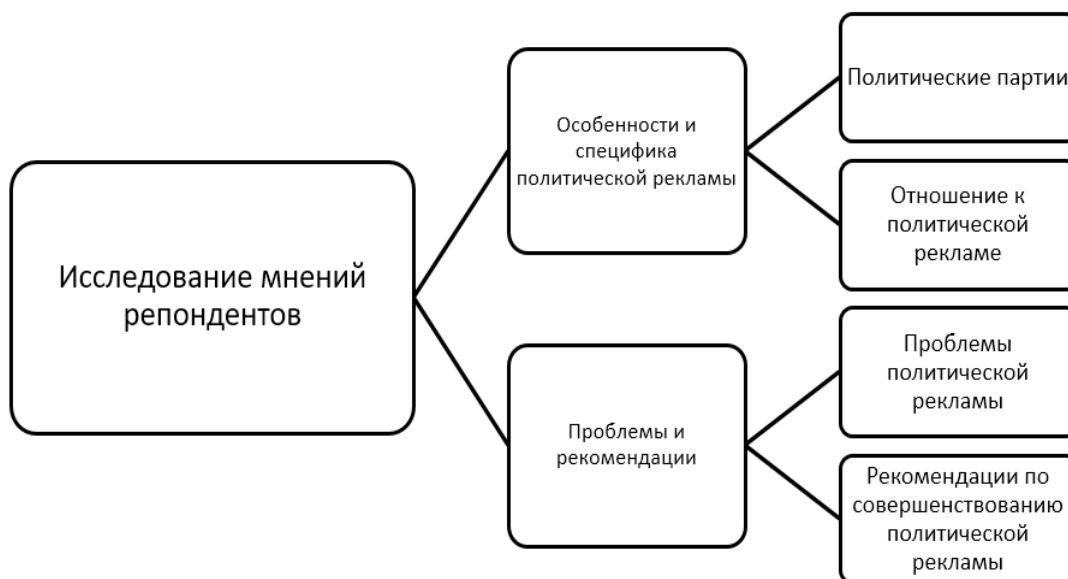 Исследование мнений
репондентов
Особенности и
специфика
политической рекламы
Политические партии
Отношение к
политической
рекламе
Проблемы и
рекомендации
Проблемы
политической
рекламы
Рекомендации по
совершенствованию
политической
рекламы